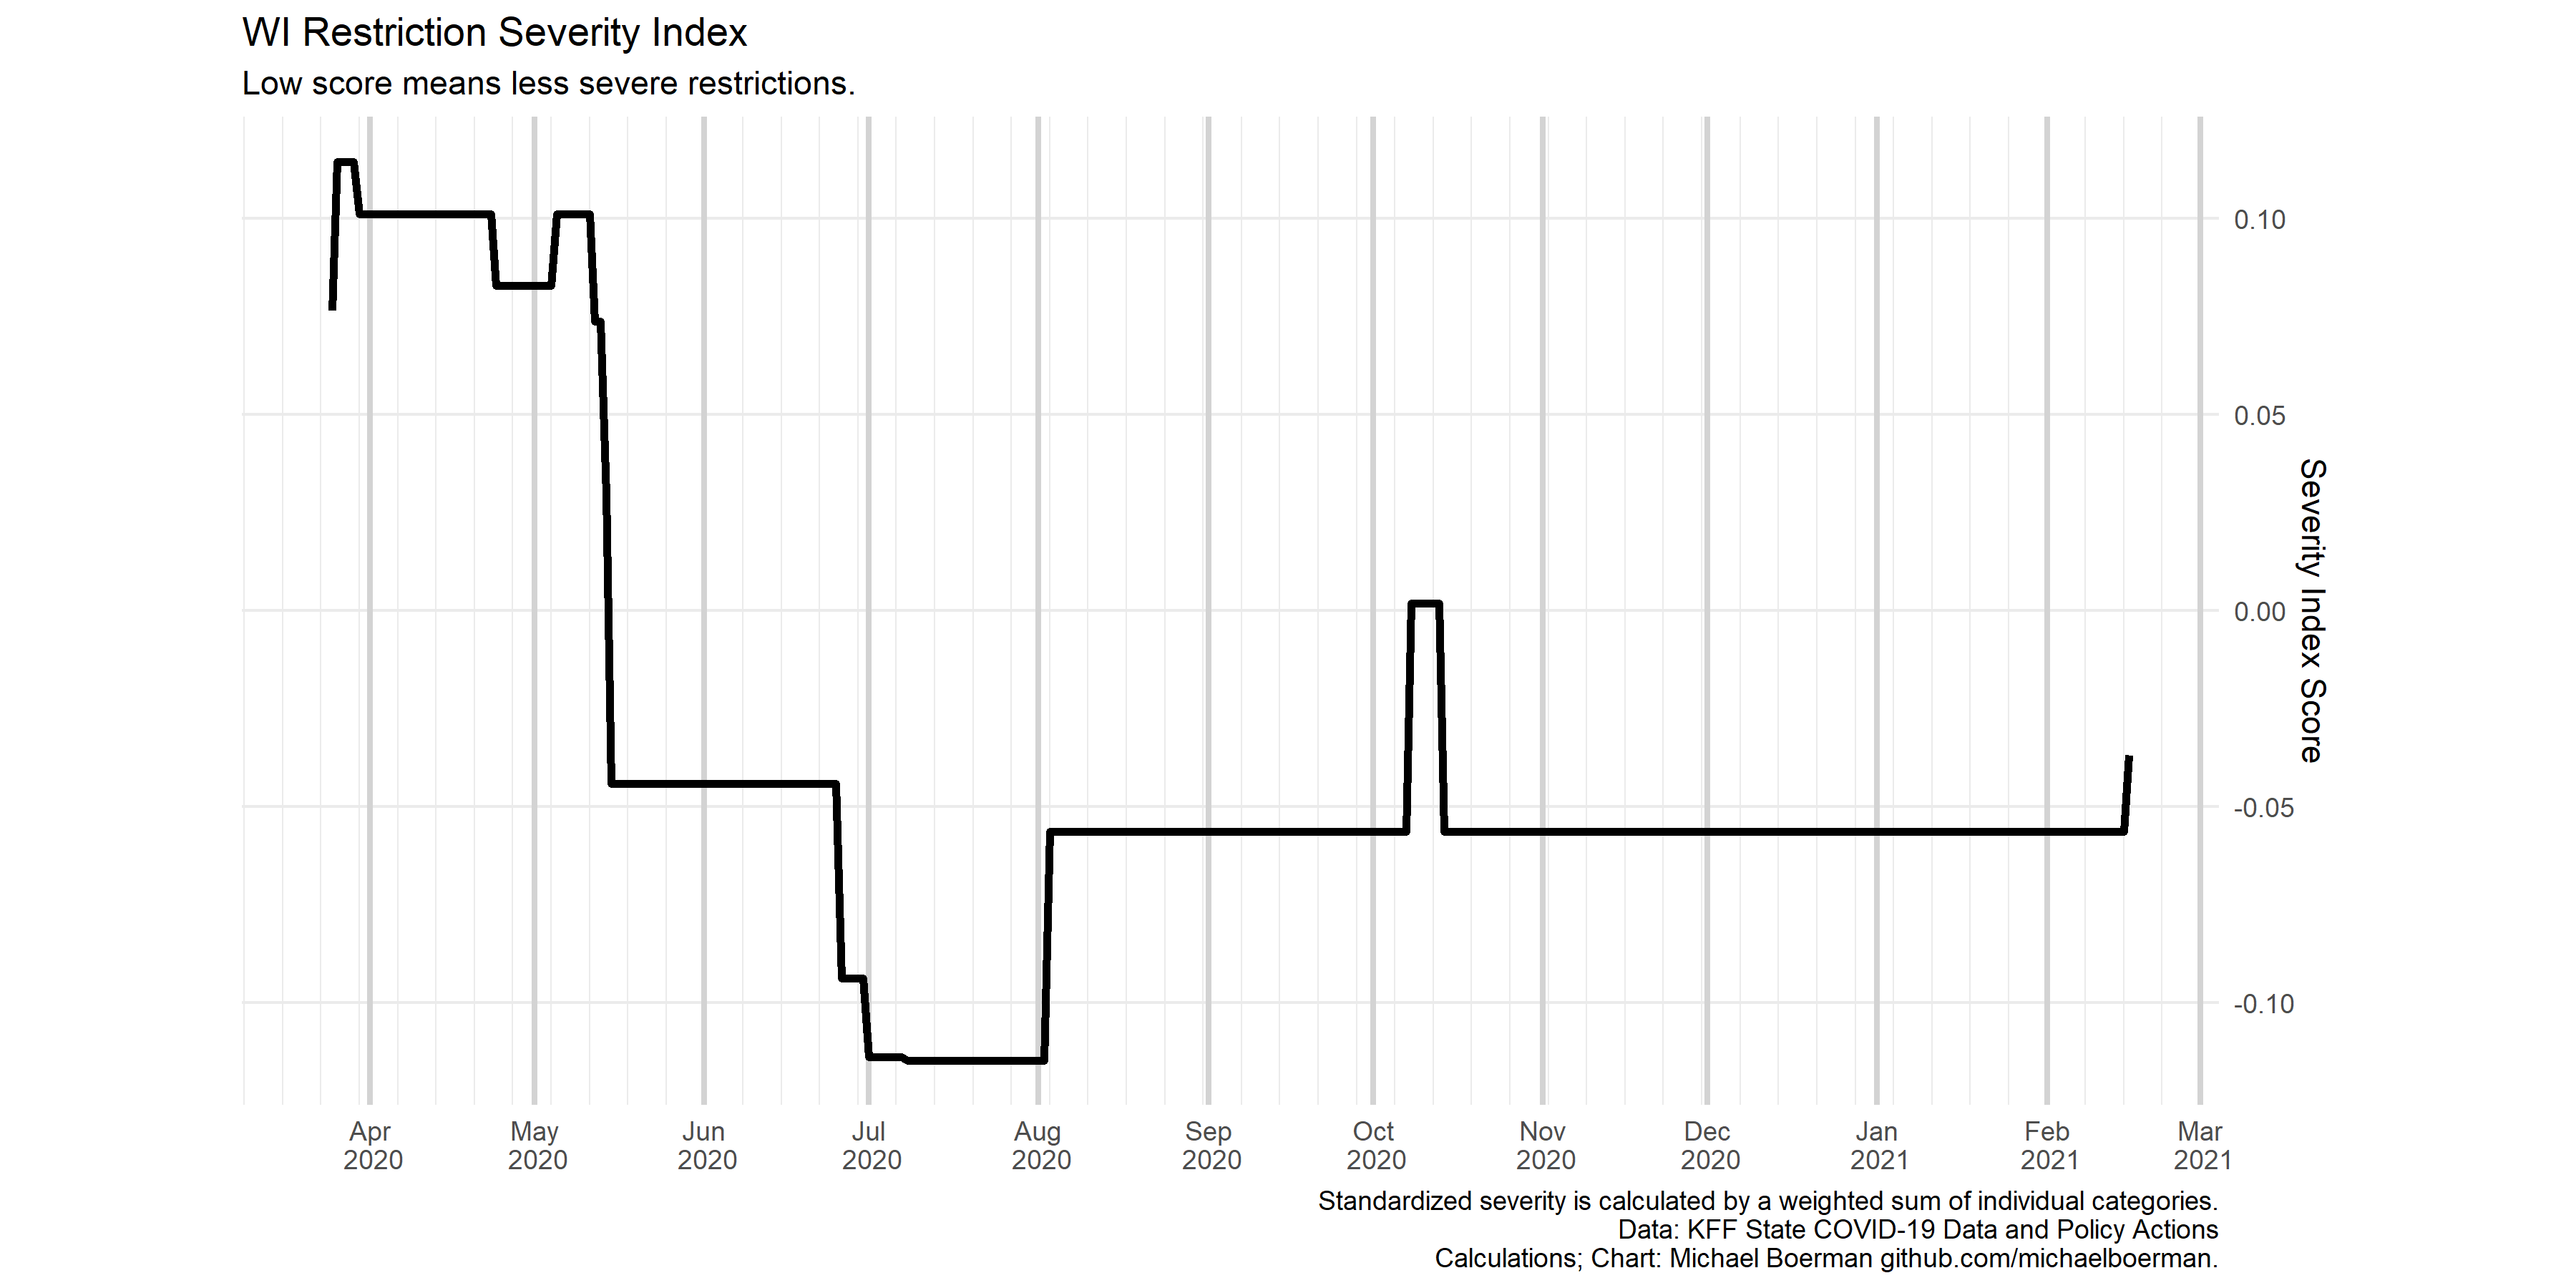 WI Restriction Severity Index
Low score means less severe restrictions.
0.10
0.05
0.00
-0.05
-0.10
Severity Index Score
Apr
2020
May
2020
Jun
2020
Jul
2020
Aug
2020
Sep
2020
Oct
2020
Nov
2020
Dec
2020
Jan
2021
Feb
2021
Mar
2021
Standardized severity is calculated by a weighted sum of individual categories.
Data: KFF State COVID-19 Data and Policy Actions
Calculations; Chart: Michael Boerman github.com/michaelboerman.